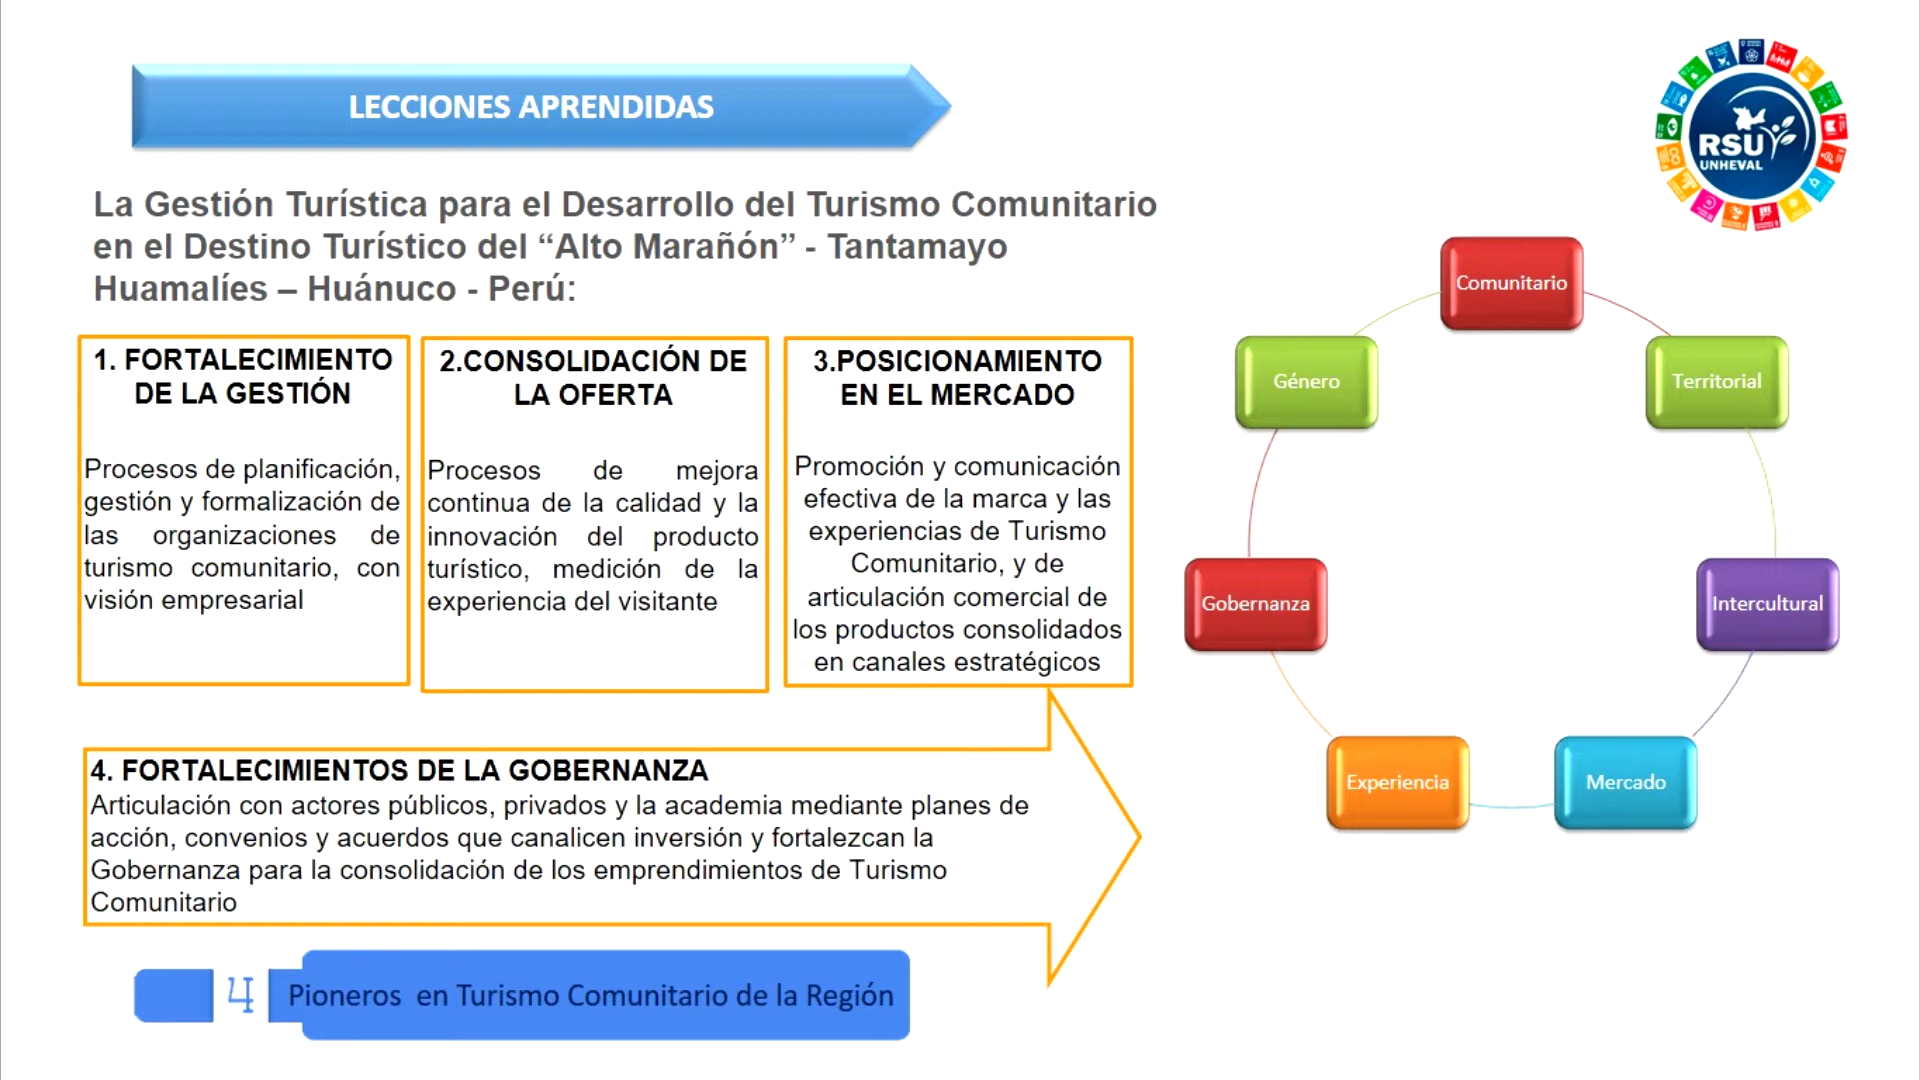 LECCIONES APRENDIDAS
RSU
UNHEVAL
La Gestión Turística para el Desarrollo del Turismo Comunitario
en el Destino Turístico del “Alto Marañón” - Tantamayo
Huamalíes – Huánuco - Perú:
1. FORTALECIMIENTO
DE LA GESTIÓN
Procesos de planificación,
gestión y formalización de
las organizaciones de
turismo comunitario, con
visión empresarial
2.CONSOLIDACIÓN DE
LA OFERTA
Procesos de mejora
continua de la calidad y la
innovación del producto
turístico, medición de la
experiencia del visitante
3.POSICIONAMIENTO
EN EL MERCADO
Promoción y comunicación
efectiva de la marca y las
experiencias de Turismo
Comunitario, y de
articulación comercial de
los productos consolidados
en canales estratégicos
4. FORTALECIMIENTOS DE LA GOBERNANZA
Articulación con actores públicos, privados y la academia mediante planes de
acción, convenios y acuerdos que canalicen inversión y fortalezcan la
Gobernanza para la consolidación de los emprendimientos de Turismo
Comunitario
4 Pioneros en Turismo Comunitario de la Región
Comunitario
Territorial
Intercultural
Mercado
Experiencia
Gobernanza
Género